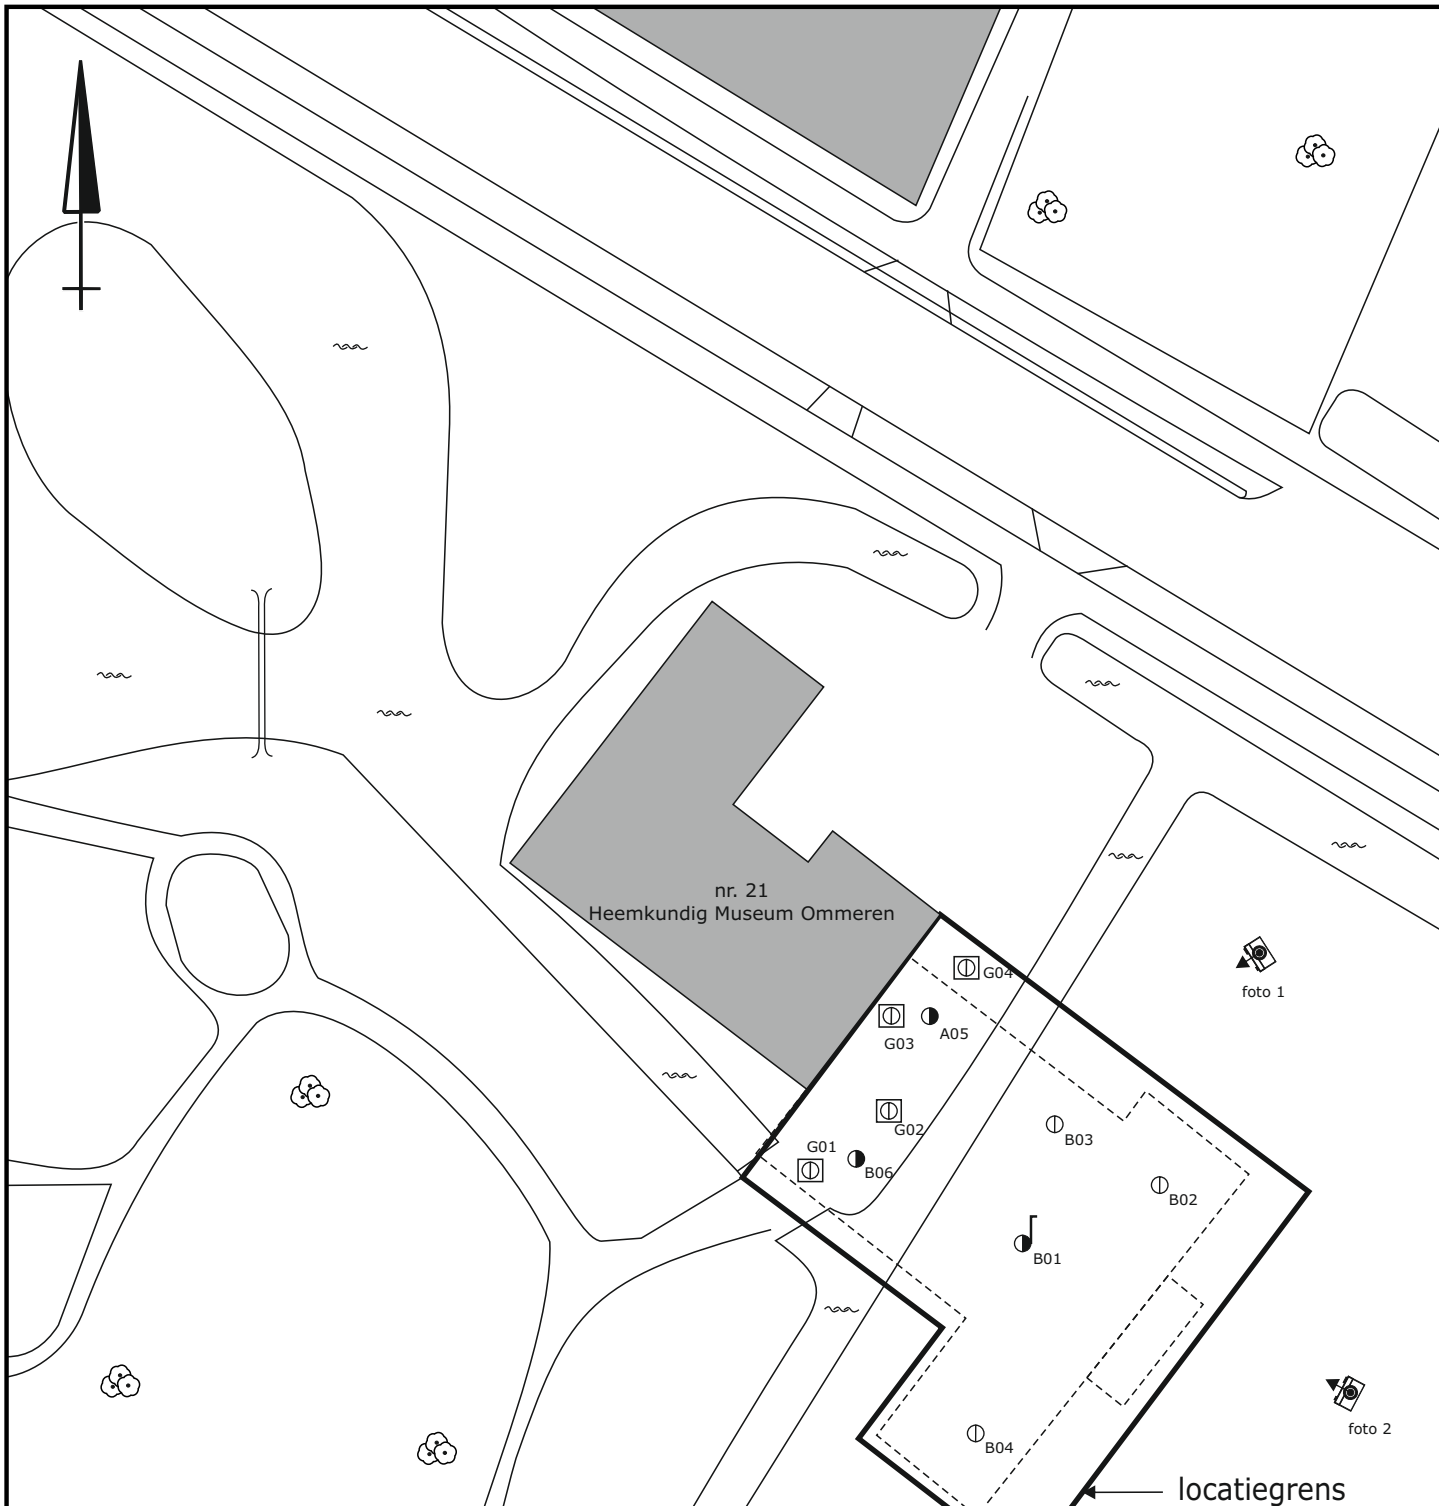 nr. 21
Heemkundig Museum Ommeren
G04
foto 1
G03
A05
G02
B03
G01
B06
B02
B01
foto 2
B04
locatiegrens